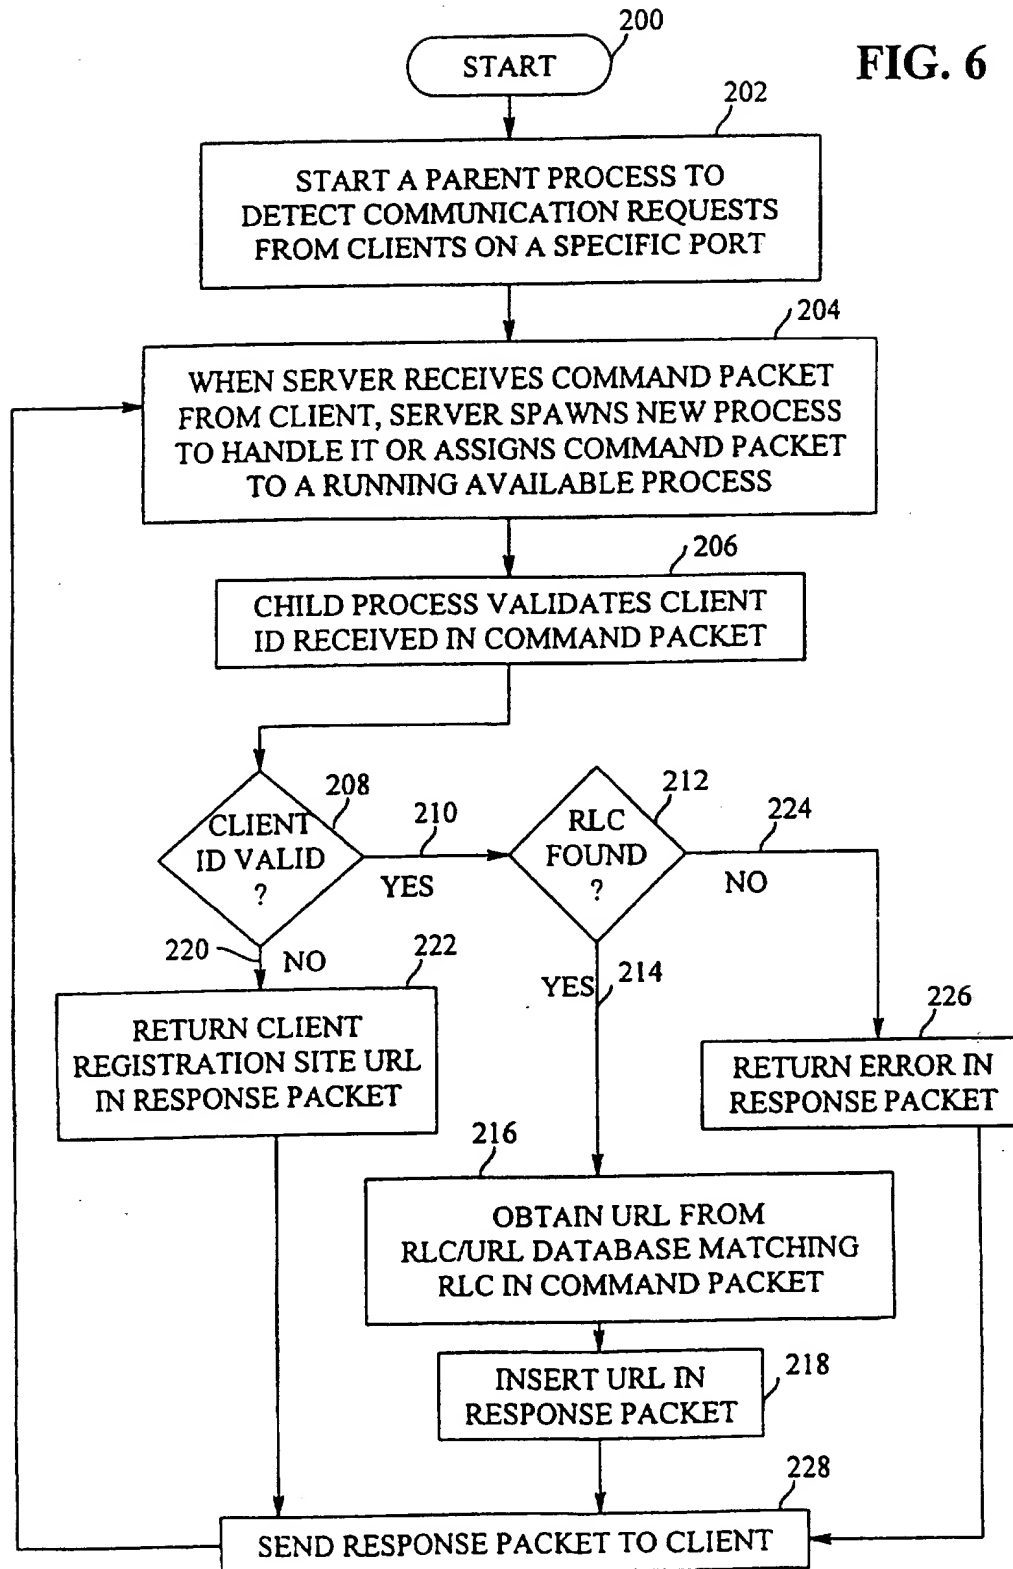 200
START
FIG. 6
202
START A PARENT PROCESS TO
DETECT COMMUNICATION REQUESTS
FROM CLIENTS ON A SPECIFIC PORT
204
WHEN SERVER RECEIVES COMMAND PACKET
FROM CLIENT, SERVER SPAWNS NEW PROCESS
TO HANDLE IT OR ASSIGNS COMMAND PACKET
TO A RUNNING AVAILABLE PROCESS
206
CHILD PROCESS VALIDATES CLIENT
ID RECEIVED IN COMMAND PACKET
208
CLIENT
ID VALID
?
210
YES
212
RLC
FOUND
?
224
NO
220
NO
222
RETURN CLIENT
REGISTRATION SITE URL
IN RESPONSE PACKET
YES
214
226
RETURN ERROR IN
RESPONSE PACKET
216
OBTAIN URL FROM
RLC/URL DATABASE MATCHING
RLC IN COMMAND PACKET
INSERT URL IN
RESPONSE PACKET
218
228
SEND RESPONSE PACKET TO CLIENT